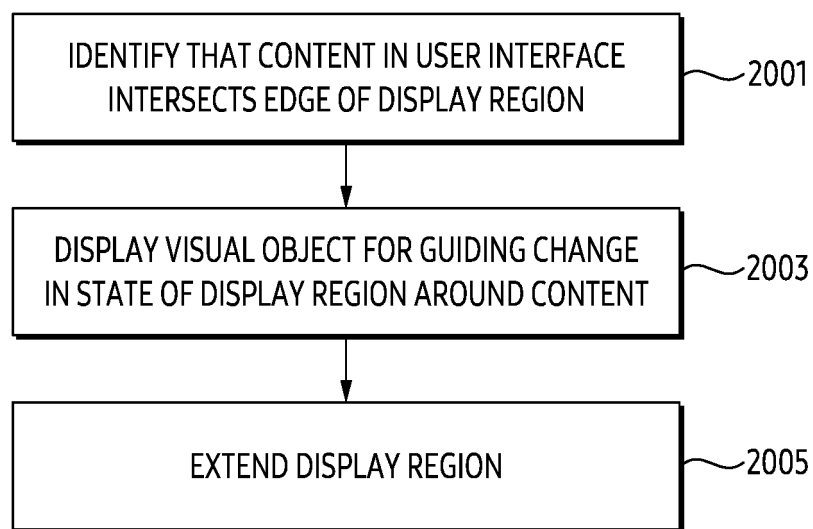 IDENTIFY THAT CONTENT IN USER INTERFACE
INTERSECTS EDGE OF DISPLAY REGION
2001
DISPLAY VISUAL OBJECT FOR GUIDING CHANGE
IN STATE OF DISPLAY REGION AROUND CONTENT
2003
EXTEND DISPLAY REGION
2005